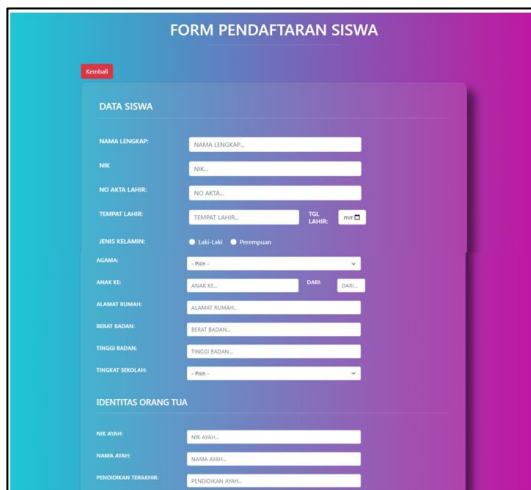 FORM PENDAFTARAN SISWA
Kembali
DATA SISWA
NAMA LENGKAP: NAMA LENGKAP...
NIK NIK...
NO AKTA LAHIR: NO AKTA...
TEMPAT LAHIR: TEMPAT LAHIR... TGL LAHIR: mm
JENIS KELAMIN: Laki-Laki Perempuan
AGAMA: - Pilih -
ANAK KE: ANAK KE... DARI: DARI...
ALAMAT RUMAH: ALAMAT RUMAH...
BERAT BADAN: BERAT BADAN...
TINGGI BADAN: TINGGI BADAN...
TINGKAT SEKOLAH: - Pilih -
IDENTITAS ORANG TUA
NIK AYAH: NIK AYAH...
NAMA AYAH: NAMA AYAH...
PENDIDIKAN TERAKHIR: PENDIDIKAN AYAH...